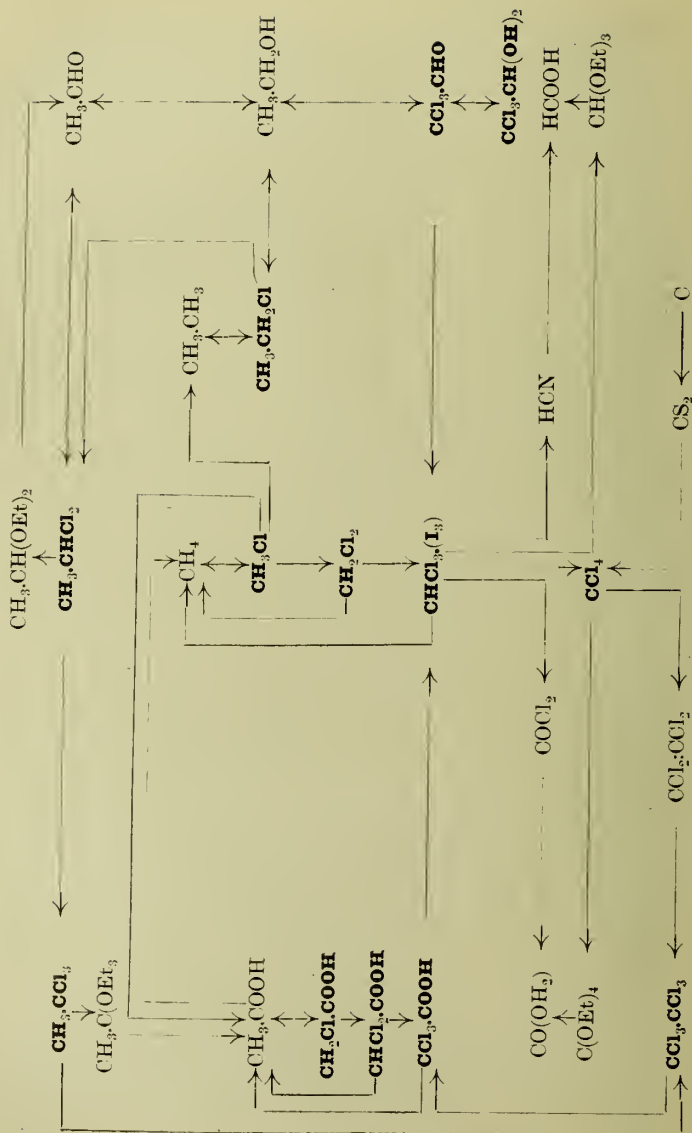 CH₃.CH(OEt)₂
CH₃.CHO
CH₃.CCl₃
CH₃.CHCl₂
CH₃.C(OEt₃
CH₃.CH₃
CH₃.CH₂OH
CH₄
CH₃.COOH
CH₃Cl
CH₃.CH₂Cl
CH₂Cl.COOH
CH₂Cl₂
CHCl₂.COOH
CCl₃.COOH
CHCl₃.(I₃)
CCl₃.CHO
CCl₃.CH(OH)₂
CO(OH₂)
COCl₂
HCN
HCOOH
C(OEt)₄
CCl₄
CH(OEt)₃
CCl₃.CCl₃
CCl₂:CCl₂
CS₂
C